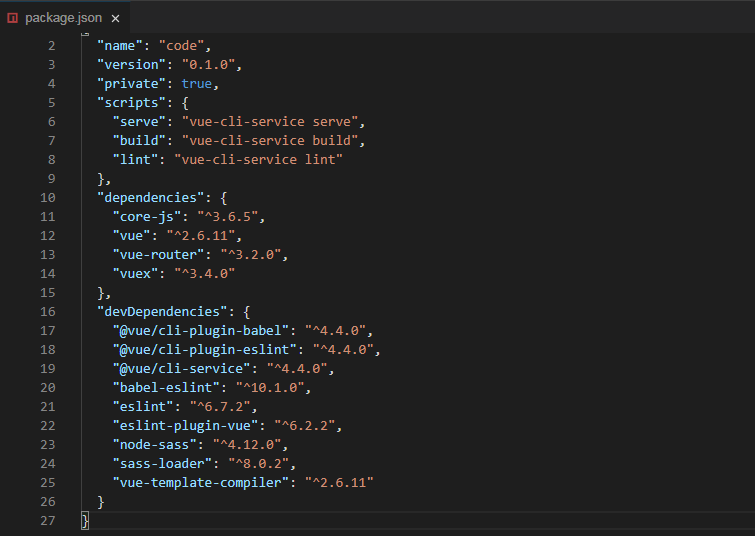 package.json ×
2 "name": "code",
3 "version": "0.1.0",
4 "private": true,
5 "scripts": {
6 "serve": "vue-cli-service serve",
7 "build": "vue-cli-service build",
8 "lint": "vue-cli-service lint"
9 },
10 "dependencies": {
11 "core-js": "^3.6.5",
12 "vue": "^2.6.11",
13 "vue-router": "^3.2.0",
14 "vuex": "^3.4.0"
15 },
16 "devDependencies": {
17 "@vue/cli-plugin-babel": "^4.4.0",
18 "@vue/cli-plugin-eslint": "^4.4.0",
19 "@vue/cli-service": "^4.4.0",
20 "babel-eslint": "^10.1.0",
21 "eslint": "^6.7.2",
22 "eslint-plugin-vue": "^6.2.2",
23 "node-sass": "^4.12.0",
24 "sass-loader": "^8.0.2",
25 "vue-template-compiler": "^2.6.11"
26 }
27 }